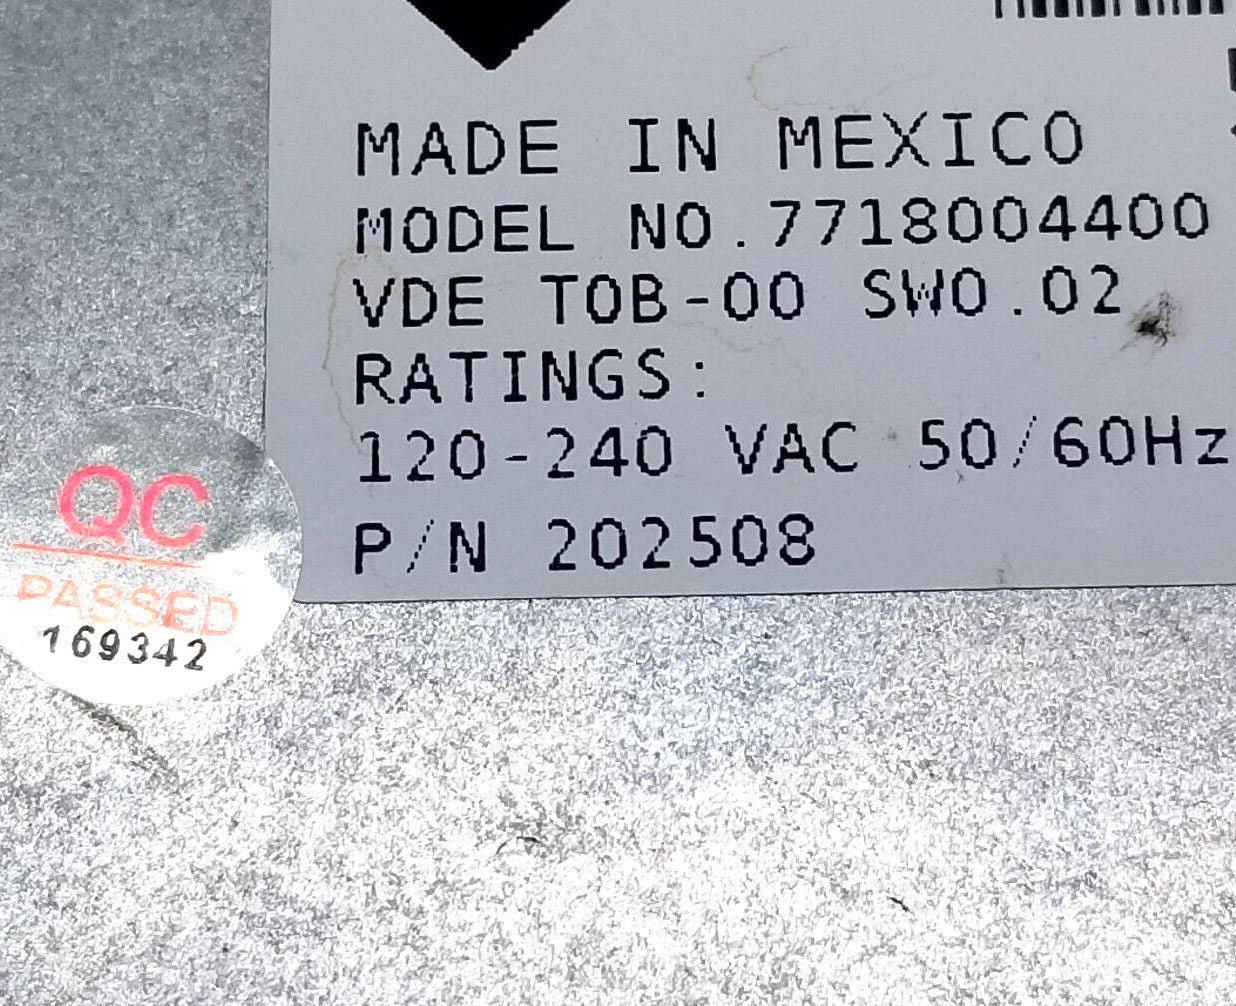 MADE IN MEXICO
MODEL NO.7718004400
VDE TOB-00 SW0.02
RATINGS:
120-240 VAC 50/60Hz
P/N 202508
QC
PASSED
169342